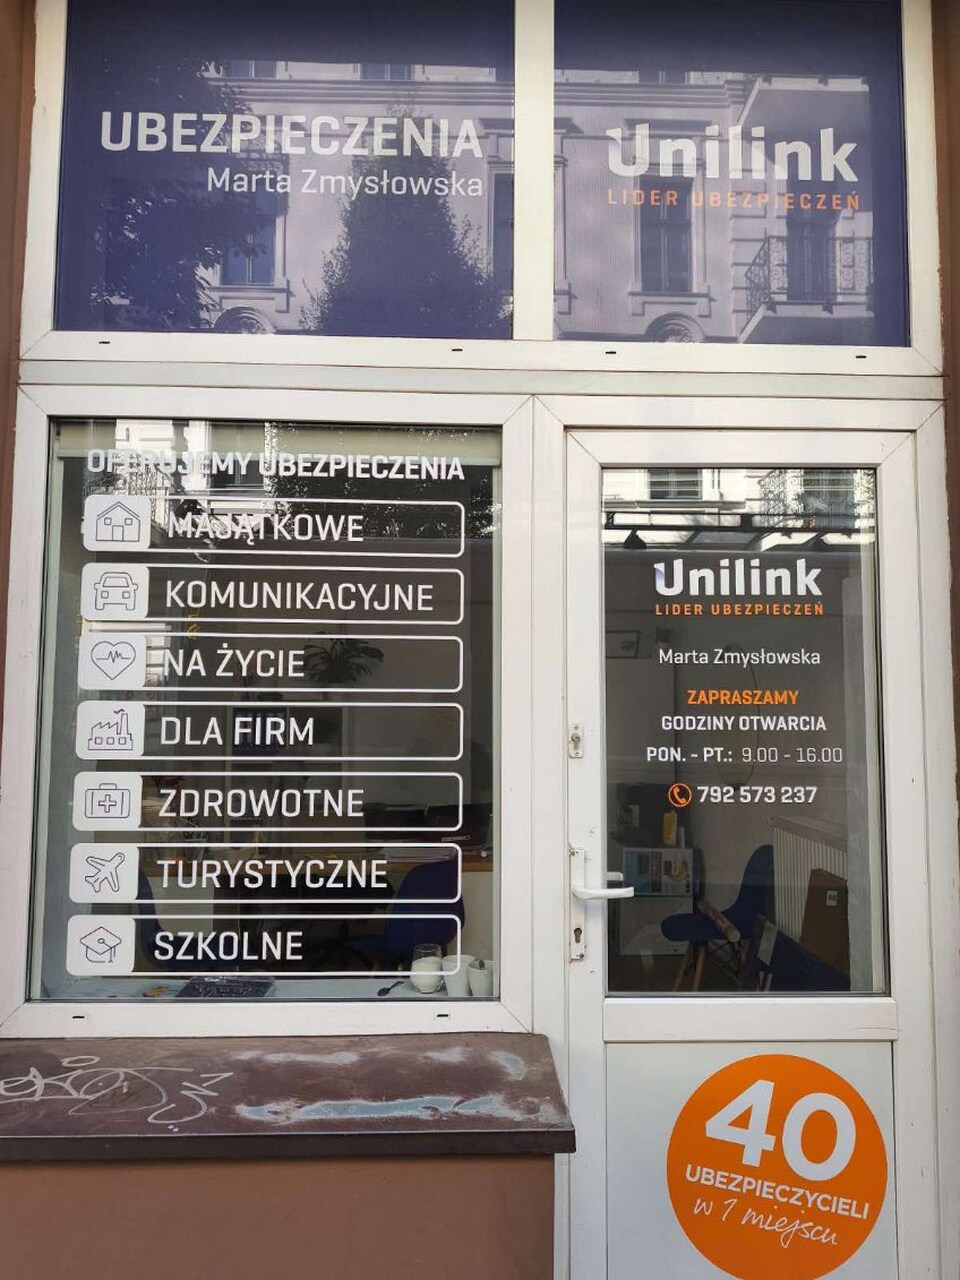 UBEZPIECZENIA
Marta Zmysłowska
Unilink
LIDER UBEZPIECZEŃ
OFERUJEMY UBEZPIECZENIA
MAJĄTKOWE
KOMUNIKACYJNE
NA ŻYCIE
DLA FIRM
ZDROWOTNE
TURYSTYCZNE
SZKOLNE
Unilink
LIDER UBEZPIECZEŃ
Marta Zmysłowska
ZAPRASZAMY
GODZINY OTWARCIA
PON. - PT.: 9.00 - 16.00
792 573 237
40
UBEZPIECZYCIELI
w 1 miejscu